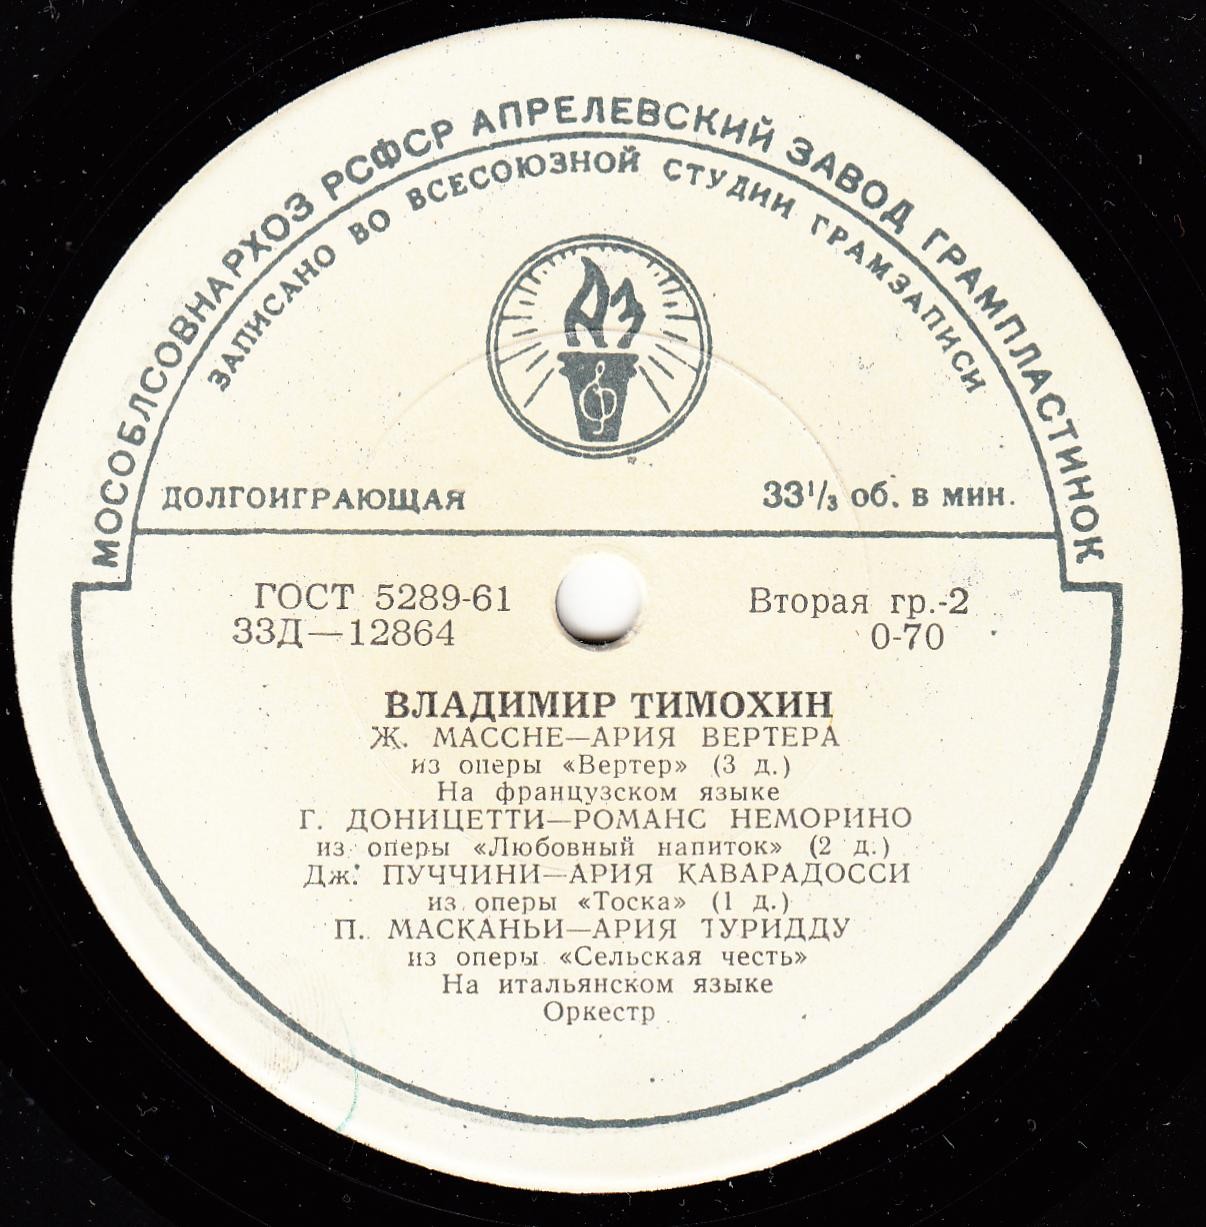 МОСОБЛСОВНАРХОЗ РСФСР АПРЕЛЕВСКИЙ ЗАВОД ГРАМПЛАСТИНОК
ЗАПИСАНО ВО ВСЕСОЮЗНОЙ СТУДИИ ГРАМЗАПИСИ
ДОЛГОИГРАЮЩАЯ 33⅓ об. в мин.
ГОСТ 5289-61 Вторая гр.-2
33Д—12864 0-70
ВЛАДИМИР ТИМОХИН
Ж. МАССНЕ—АРИЯ ВЕРТЕРА
из оперы «Вертер» (3 д.)
На французском языке
Г. ДОНИЦЕТТИ—РОМАНС НЕМОРИНО
из оперы «Любовный напиток» (2 д.)
Дж. ПУЧЧИНИ—АРИЯ КАВАРАДОССИ
из оперы «Тоска» (1 д.)
П. МАСКАНЬИ—АРИЯ ТУРИДДУ
из оперы «Сельская честь»
На итальянском языке
Оркестр